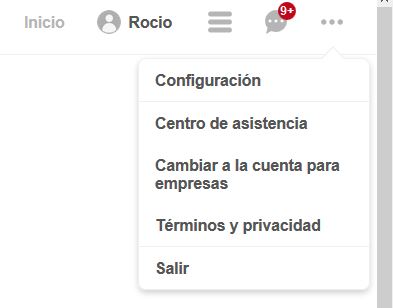 Inicio Rocio 9+
Configuración
Centro de asistencia
Cambiar a la cuenta para
empresas
Términos y privacidad
Salir